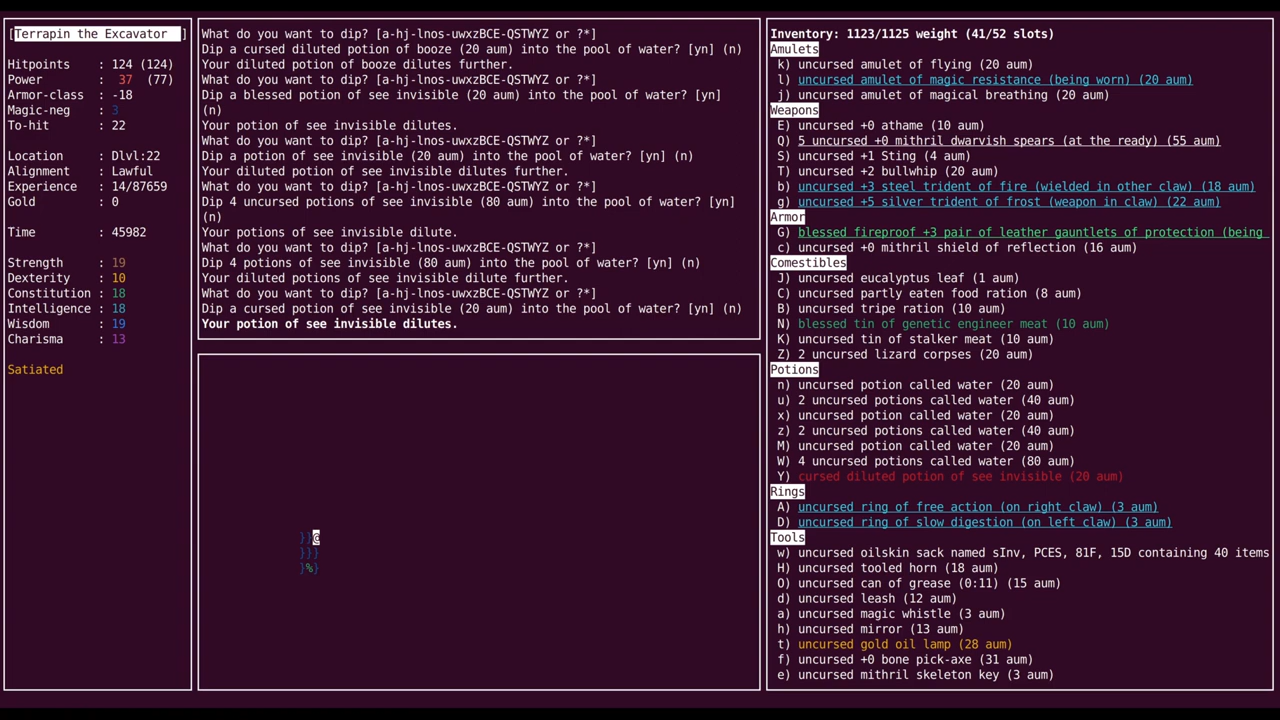 [Terrapin the Excavator ]
Hitpoints : 124 (124)
Power : 37 (77)
Armor-class : -18
Magic-neg : 3
To-hit : 22
Location : Dlvl:22
Alignment : Lawful
Experience : 14/87659
Gold : 0
Time : 45982
Strength : 19
Dexterity : 10
Constitution : 18
Intelligence : 18
Wisdom : 19
Charisma : 13
Satiated
What do you want to dip? [a-hj-lnos-uwxzBCE-QSTWYZ or ?*]
Dip a cursed diluted potion of booze (20 aum) into the pool of water? [yn] (n)
Your diluted potion of booze dilutes further.
What do you want to dip? [a-hj-lnos-uwxzBCE-QSTWYZ or ?*]
Dip a blessed potion of see invisible (20 aum) into the pool of water? [yn]
(n)
Your potion of see invisible dilutes.
What do you want to dip? [a-hj-lnos-uwxzBCE-QSTWYZ or ?*]
Dip a potion of see invisible (20 aum) into the pool of water? [yn] (n)
Your diluted potion of see invisible dilutes further.
What do you want to dip? [a-hj-lnos-uwxzBCE-QSTWYZ or ?*]
Dip 4 uncursed potions of see invisible (80 aum) into the pool of water? [yn]
(n)
Your potions of see invisible dilute.
What do you want to dip? [a-hj-lnos-uwxzBCE-QSTWYZ or ?*]
Dip 4 potions of see invisible (80 aum) into the pool of water? [yn] (n)
Your diluted potions of see invisible dilute further.
What do you want to dip? [a-hj-lnos-uwxzBCE-QSTWYZ or ?*]
Dip a cursed potion of see invisible (20 aum) into the pool of water? [yn] (n)
Your potion of see invisible dilutes.
}}@
}}}
}%}
Inventory: 1123/1125 weight (41/52 slots)
Amulets
k) uncursed amulet of flying (20 aum)
l) uncursed amulet of magic resistance (being worn) (20 aum)
j) uncursed amulet of magical breathing (20 aum)
Weapons
E) uncursed +0 athame (10 aum)
Q) 5 uncursed +0 mithril dwarvish spears (at the ready) (55 aum)
S) uncursed +1 Sting (4 aum)
T) uncursed +2 bullwhip (20 aum)
b) uncursed +3 steel trident of fire (wielded in other claw) (18 aum)
g) uncursed +5 silver trident of frost (weapon in claw) (22 aum)
Armor
G) blessed fireproof +3 pair of leather gauntlets of protection (being
c) uncursed +0 mithril shield of reflection (16 aum)
Comestibles
J) uncursed eucalyptus leaf (1 aum)
C) uncursed partly eaten food ration (8 aum)
B) uncursed tripe ration (10 aum)
N) blessed tin of genetic engineer meat (10 aum)
K) uncursed tin of stalker meat (10 aum)
Z) 2 uncursed lizard corpses (20 aum)
Potions
n) uncursed potion called water (20 aum)
u) 2 uncursed potions called water (40 aum)
x) uncursed potion called water (20 aum)
z) 2 uncursed potions called water (40 aum)
M) uncursed potion called water (20 aum)
W) 4 uncursed potions called water (80 aum)
Y) cursed diluted potion of see invisible (20 aum)
Rings
A) uncursed ring of free action (on right claw) (3 aum)
D) uncursed ring of slow digestion (on left claw) (3 aum)
Tools
w) uncursed oilskin sack named sInv, PCES, 81F, 15D containing 40 items
H) uncursed tooled horn (18 aum)
O) uncursed can of grease (0:11) (15 aum)
d) uncursed leash (12 aum)
a) uncursed magic whistle (3 aum)
h) uncursed mirror (13 aum)
t) uncursed gold oil lamp (28 aum)
f) uncursed +0 bone pick-axe (31 aum)
e) uncursed mithril skeleton key (3 aum)